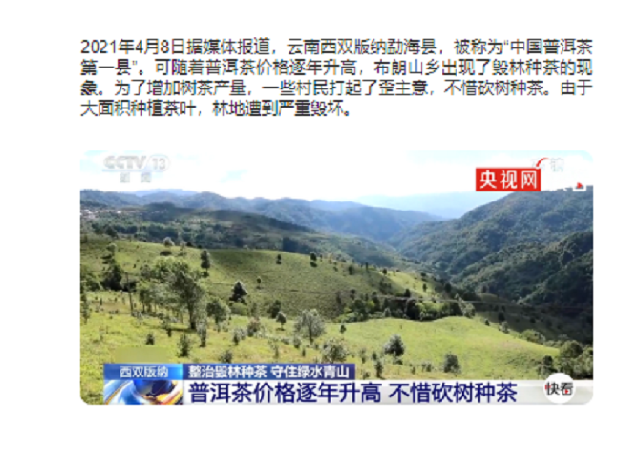 2021年4月8日据媒体报道，云南西双版纳勐海县，被称为“中国普洱茶
第一县”。可随着普洱茶价格逐年升高，布朗山乡出现了毁林种茶的现
象。为了增加树茶产量，一些村民打起了歪主意，不惜砍树种茶。由于
大面积种植茶叶，林地遭到严重毁坏。
CCTV 13
新闻
央视网
西双版纳
整治毁林种茶 守住绿水青山
普洱茶价格逐年升高 不惜砍树种茶
快看